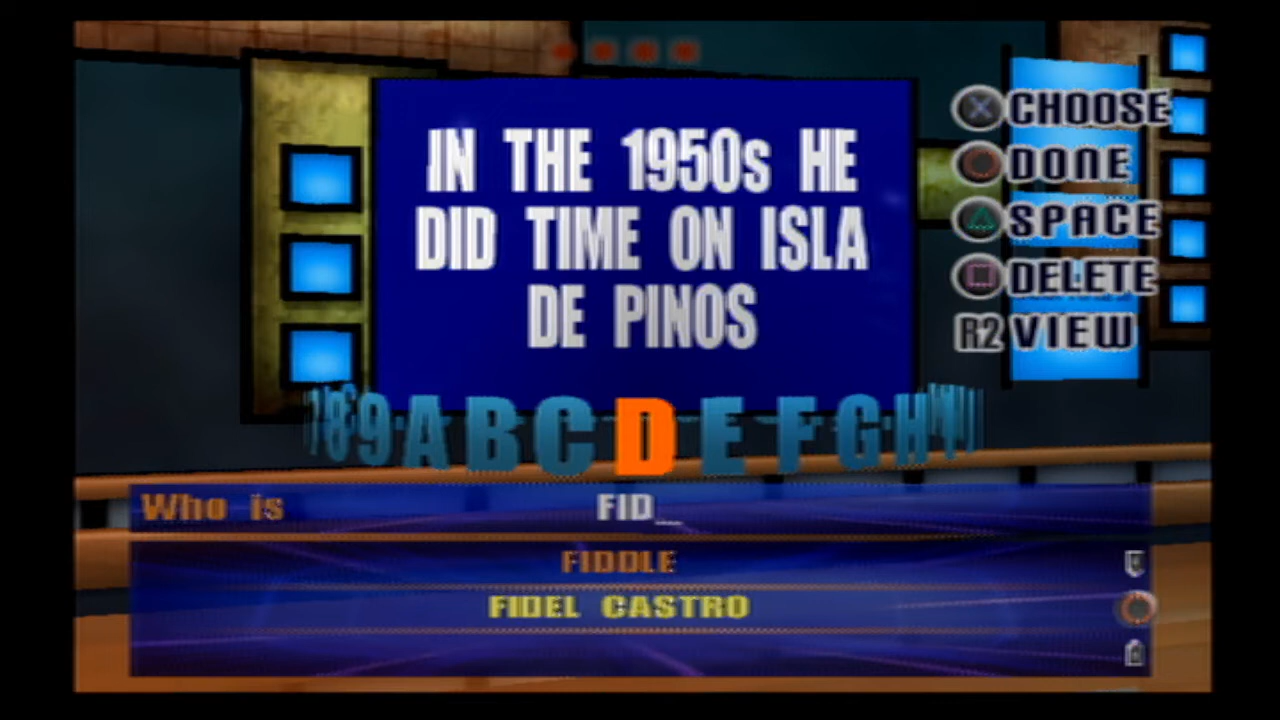 IN THE 1950s HE
DID TIME ON ISLA
DE PINOS
CHOOSE
DONE
SPACE
DELETE
R2 VIEW
89ABCDEFGH
Who is FID_
FIDDLE
FIDEL CASTRO